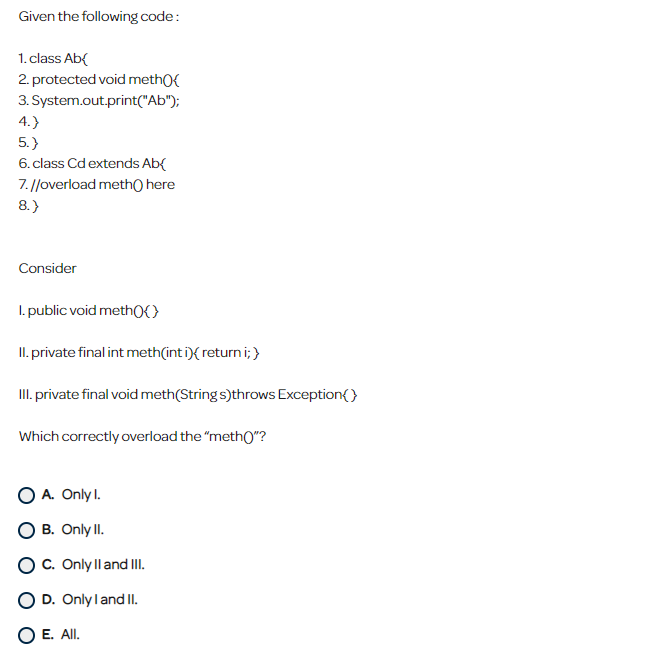 Given the following code :
1. class Ab{
2. protected void meth(){
3. System.out.print("Ab");
4. }
5. }
6. class Cd extends Ab{
7. //overload meth() here
8. }
Consider
I. public void meth(){ }
II. private final int meth(int i){ return i; }
III. private final void meth(String s)throws Exception{ }
Which correctly overload the “meth()”?
A. Only I.
B. Only II.
C. Only II and III.
D. Only I and II.
E. All.